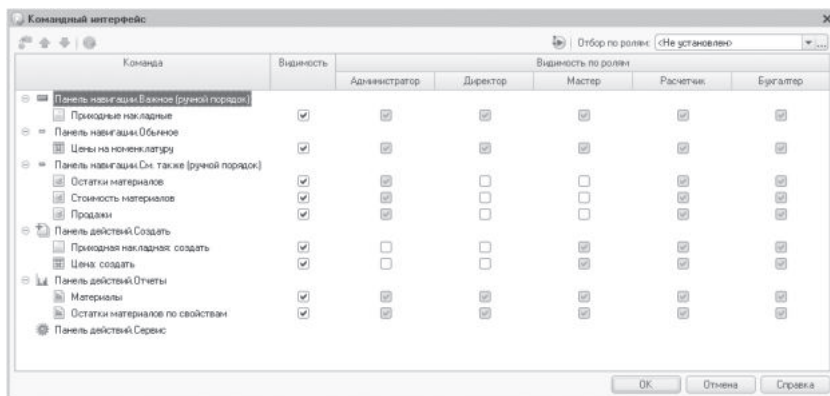 Командный интерфейс
Отбор по ролям: <Не установлено>
Команда Видимость Видимость по ролям
Администратор Директор Мастер Расчетчик Бухгалтер
Панель навигации.Важное (ручной порядок)
Приходные накладные
Панель навигации.Обычное
Цены на номенклатуру
Панель навигации.См. также (ручной порядок)
Остатки материалов
Стоимость материалов
Продажи
Панель действий.Создать
Приходная накладная: создать
Цена: создать
Панель действий.Отчеты
Материалы
Остатки материалов по свойствам
Панель действий.Сервис
ОК Отмена Справка